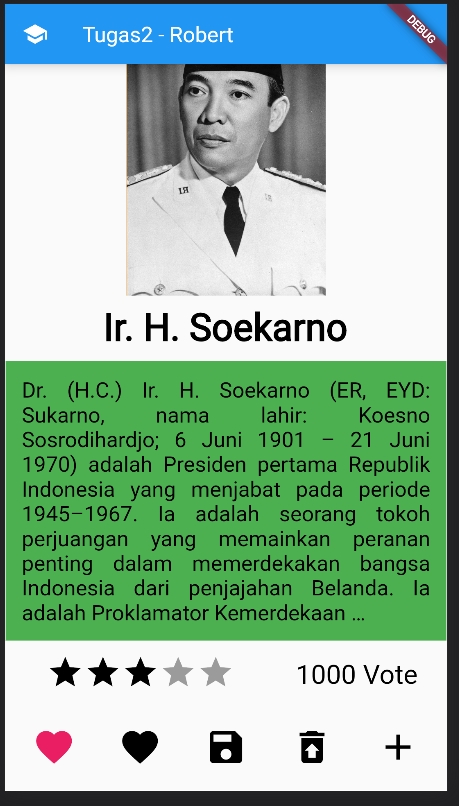 Tugas2 - Robert
DEBUG
Ir. H. Soekarno
Dr. (H.C.) Ir. H. Soekarno (ER, EYD:
Sukarno, nama lahir: Koesno
Sosrodihardjo; 6 Juni 1901 – 21 Juni
1970) adalah Presiden pertama Republik
Indonesia yang menjabat pada periode
1945–1967. Ia adalah seorang tokoh
perjuangan yang memainkan peranan
penting dalam memerdekakan bangsa
Indonesia dari penjajahan Belanda. Ia
adalah Proklamator Kemerdekaan ...
1000 Vote